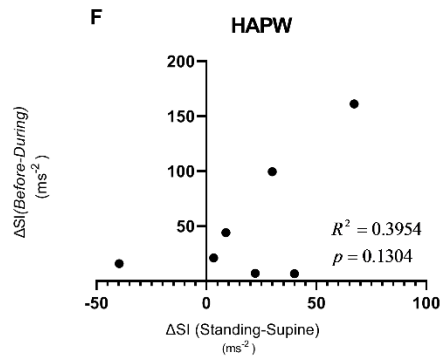 F
HAPW
200
150
100
50
ΔSI(Before-During)
(ms⁻²)
R² = 0.3954
p = 0.1304
-50 0 50 100
ΔSI (Standing-Supine)
(ms⁻²)